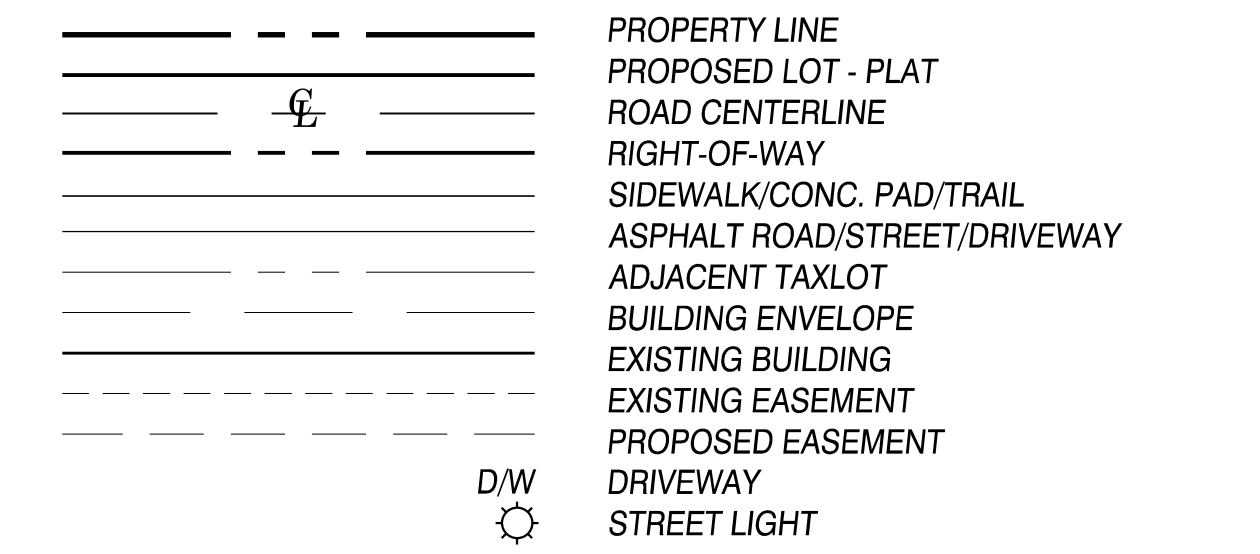 PROPERTY LINE
PROPOSED LOT - PLAT
℄ ROAD CENTERLINE
RIGHT-OF-WAY
SIDEWALK/CONC. PAD/TRAIL
ASPHALT ROAD/STREET/DRIVEWAY
ADJACENT TAXLOT
BUILDING ENVELOPE
EXISTING BUILDING
EXISTING EASEMENT
PROPOSED EASEMENT
D/W DRIVEWAY
STREET LIGHT